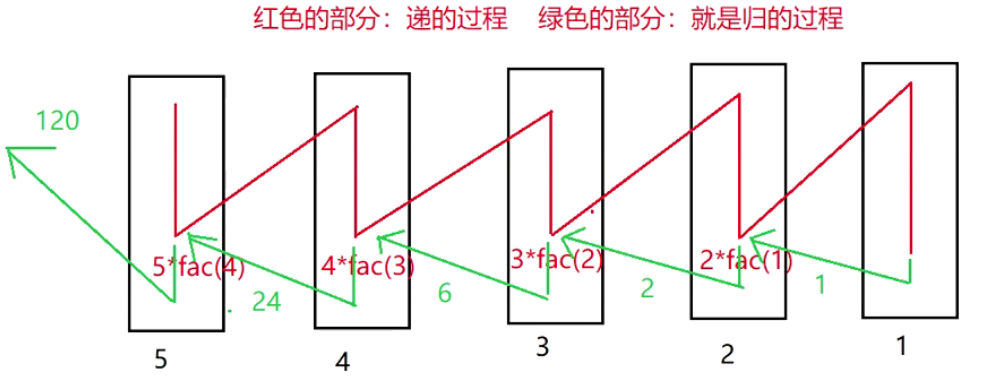 红色的部分：递的过程 绿色的部分：就是归的过程
120
5*fac(4) 4*fac(3) 3*fac(2) 2*fac(1)
24 6 2 1
5 4 3 2 1